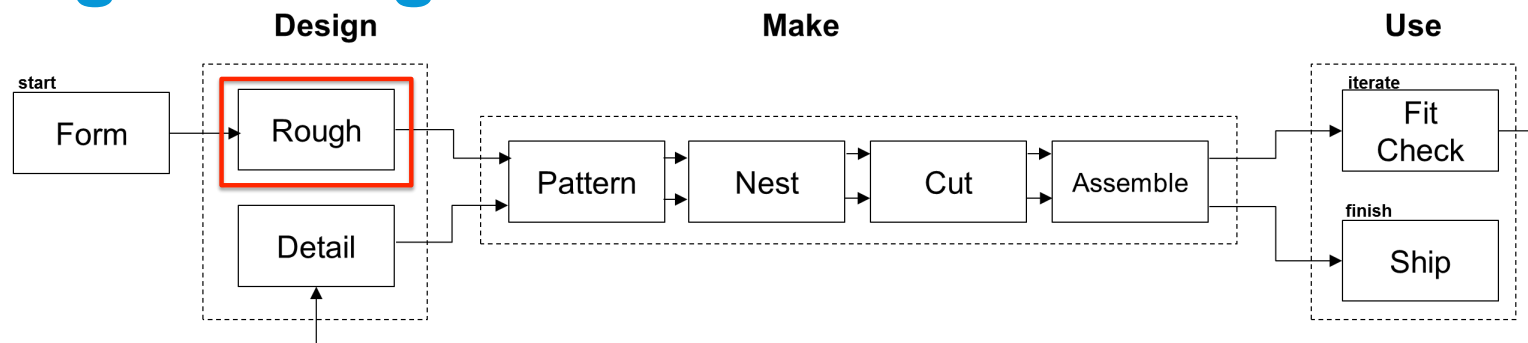 Design
Make
Use
start
Form
Rough
Detail
Pattern
Nest
Cut
Assemble
iterate
Fit
Check
finish
Ship